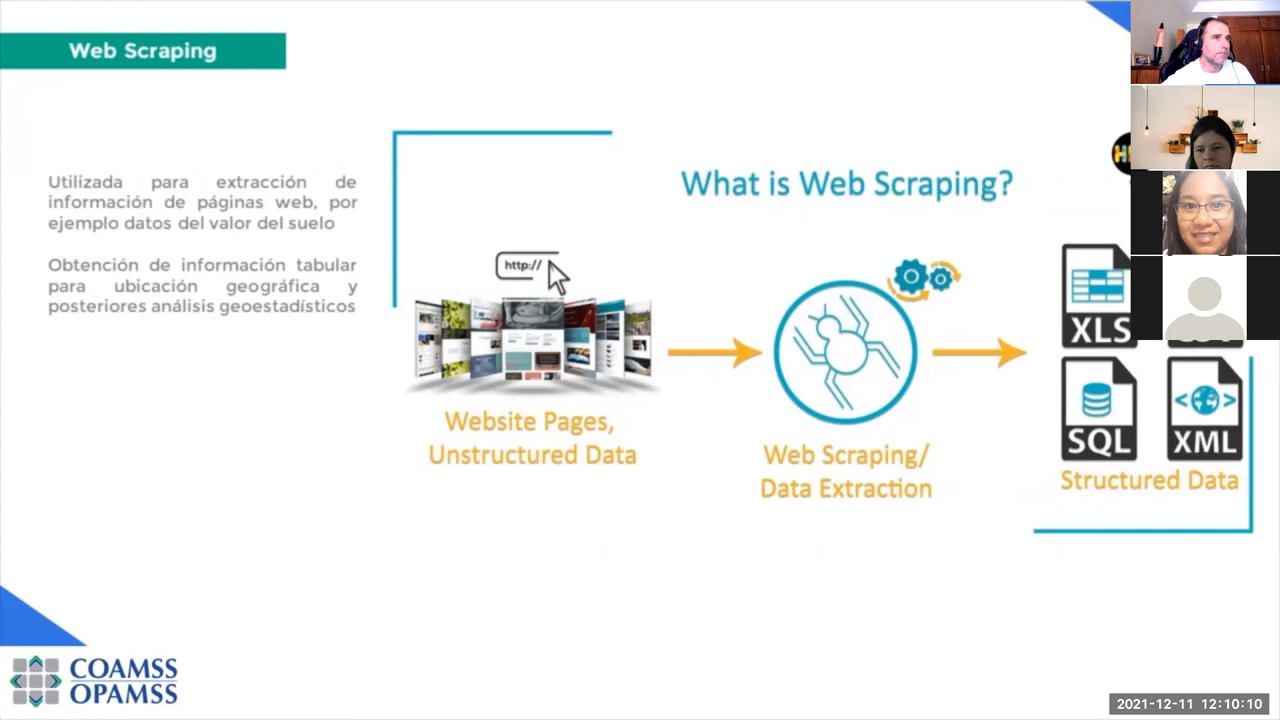 Web Scraping
Utilizada para extracción de
información de páginas web, por
ejemplo datos del valor del suelo
Obtención de información tabular
para ubicación geográfica y
posteriores análisis geoestadísticos
What is Web Scraping?
http://
Website Pages,
Unstructured Data
Web Scraping/
Data Extraction
XLS
SQL
XML
Structured Data
COAMSS
OPAMSS
2021-12-11 12:10:10